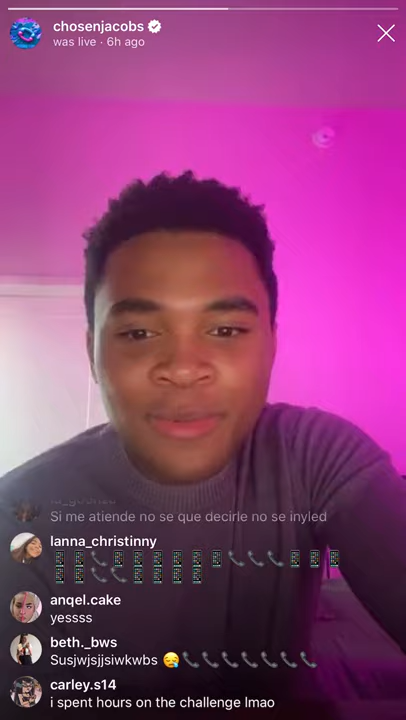 chosenjacobs
was live · 6h ago
Si me atiende no se que decirle no se inyled
lanna_christinny
📱📱📞📱📱📱📱📱📱📞📞📞📱📱📱
📱📱📞📞📱📱📱📱
anqel.cake
yessss
beth._bws
Susjwjsjjsiwkwbs 😪📞📞📞📞📞📞📞
carley.s14
i spent hours on the challenge lmao